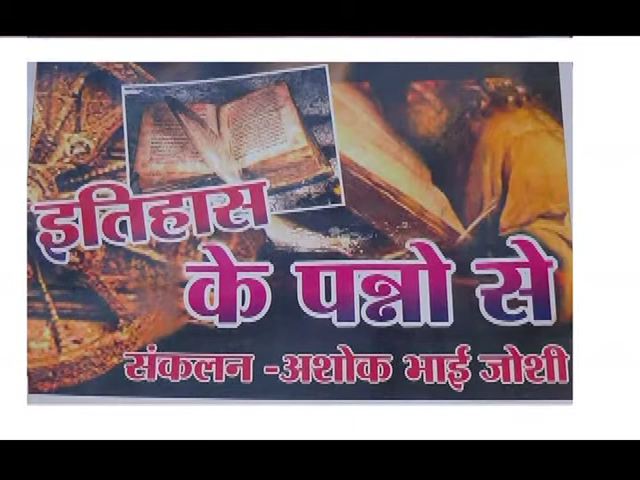 इतिहास
के पन्नो से
संकलन -अशोक भाई जोशी